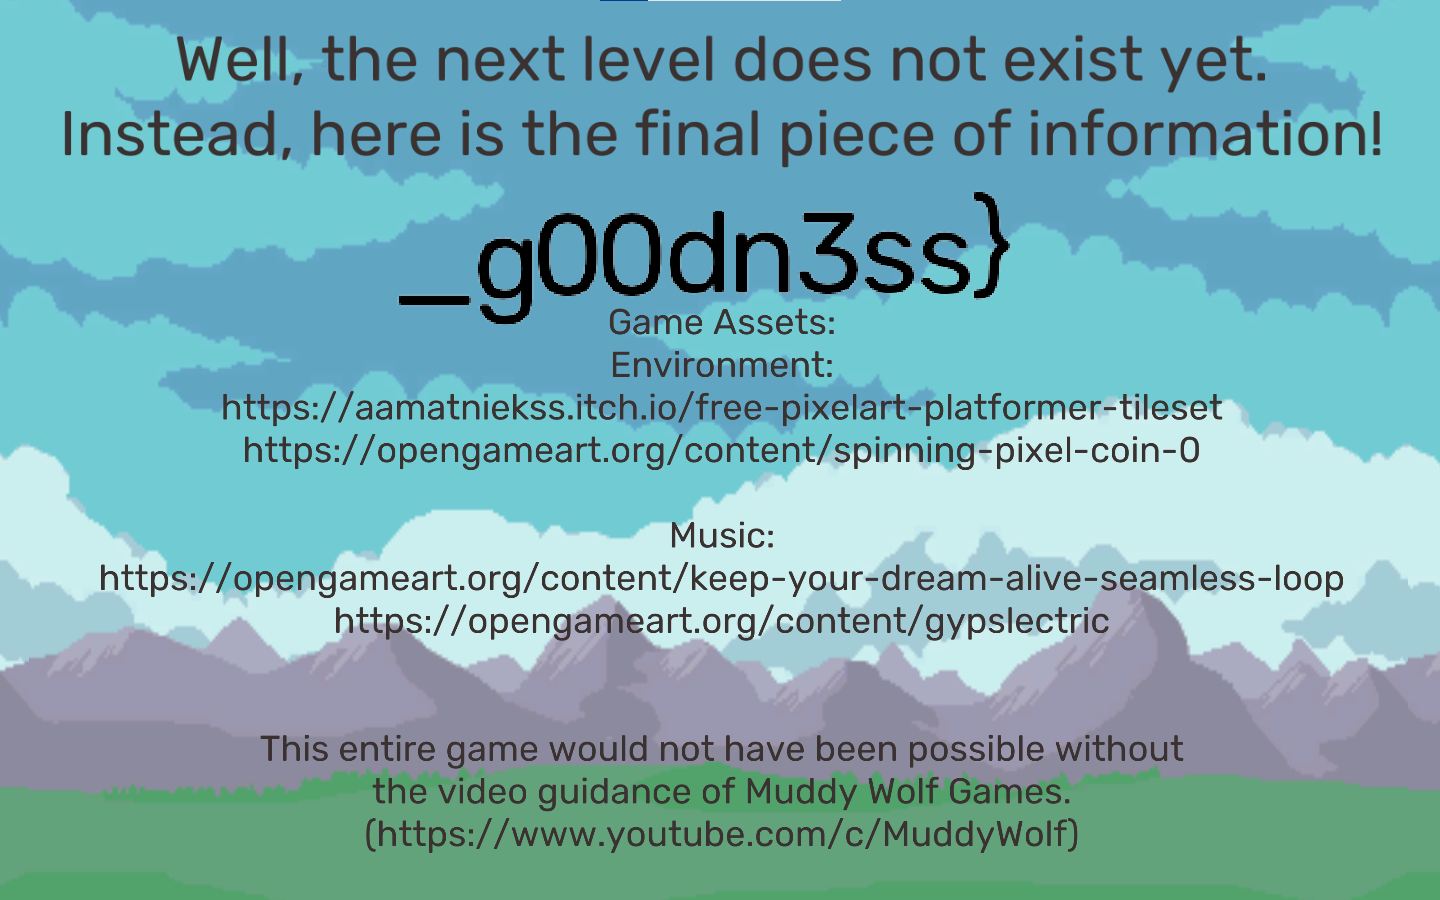 Well, the next level does not exist yet.
Instead, here is the final piece of information!
_g00dn3ss}
Game Assets:
Environment:
https://aamatniekss.itch.io/free-pixelart-platformer-tileset
https://opengameart.org/content/spinning-pixel-coin-0
Music:
https://opengameart.org/content/keep-your-dream-alive-seamless-loop
https://opengameart.org/content/gypslectric
This entire game would not have been possible without
the video guidance of Muddy Wolf Games.
(https://www.youtube.com/c/MuddyWolf)